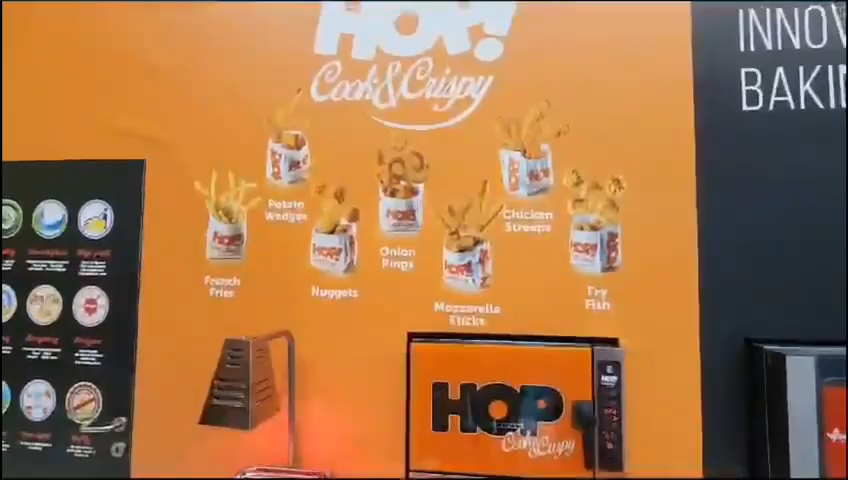 HOP!
Cook&Crispy
INNOV
BAKIN
Potato
Wedges
Chicken
Streeps
Onion
Rings
French
Fries
Nuggets
Mozzarella
Sticks
Fry
Fish
HOP
Cook&Crispy